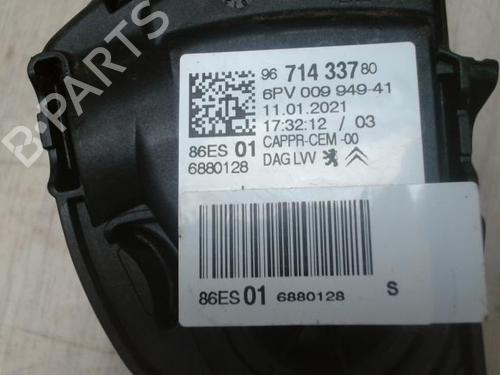 96 714 337 80
6PV 009 949-41
11.01.2021
17:32:12 / 03
86ES 01 CAPPR-CEM -00
6880128 DAG LVV
86ES 01 6880128 S
B-PARTS